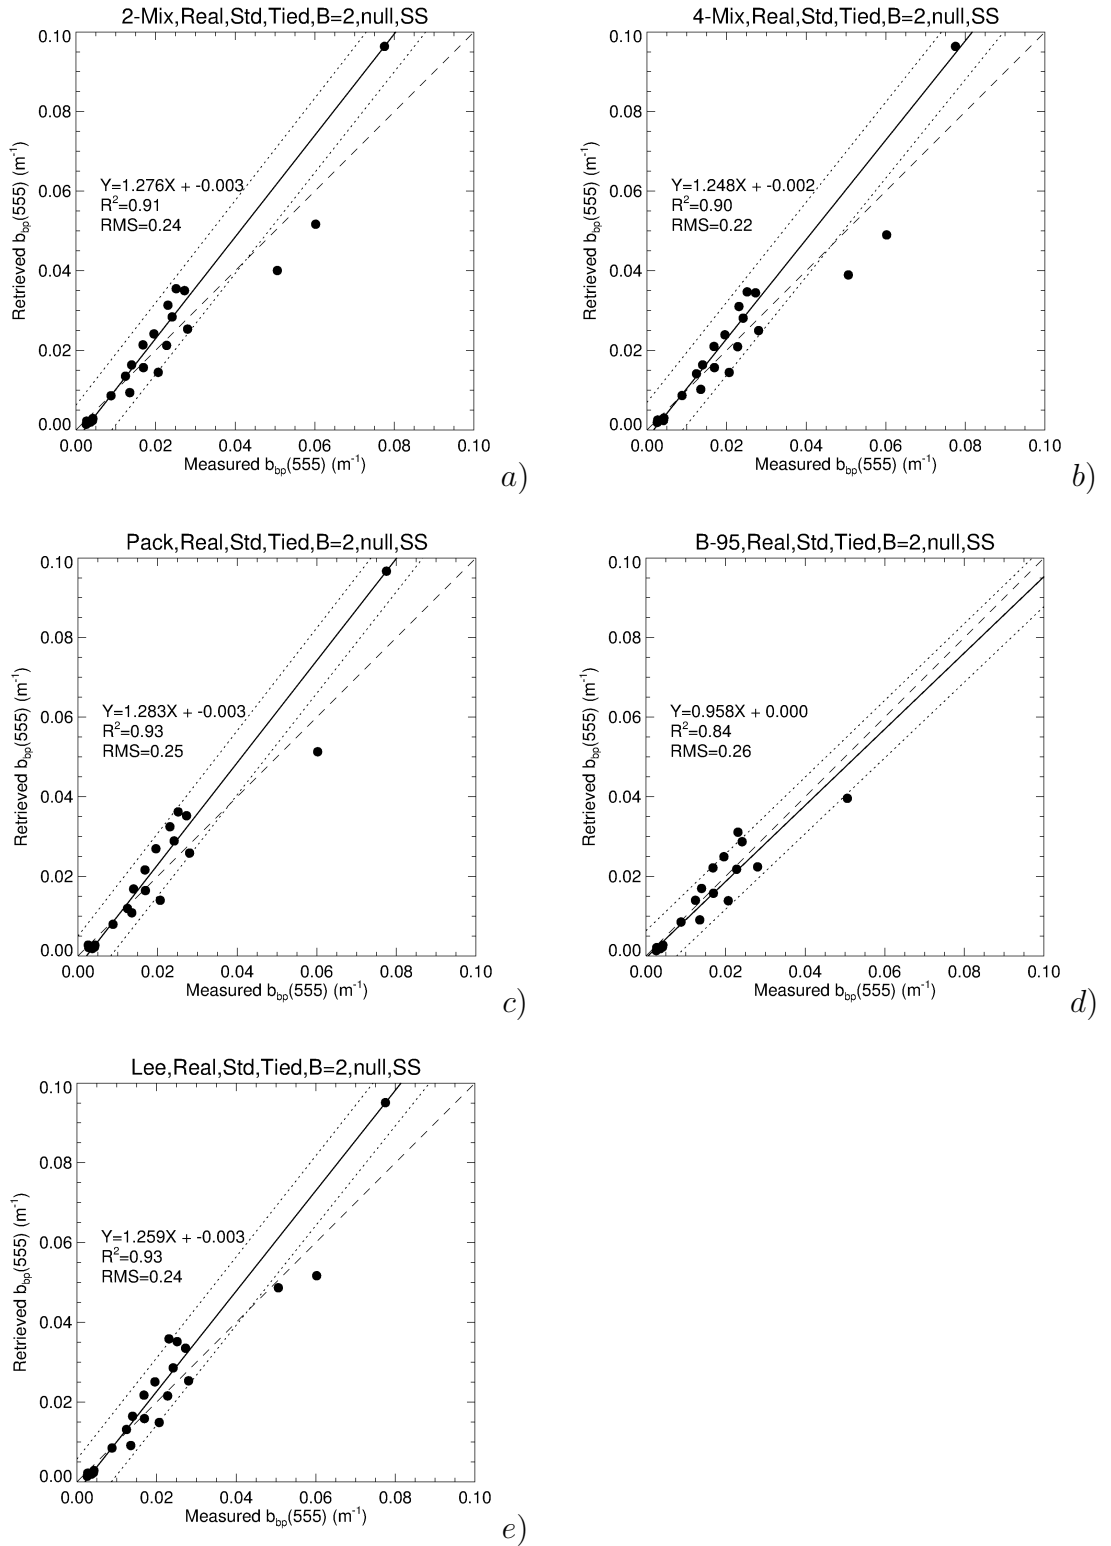 2-Mix,Real,Std,Tied,B=2,null,SS
0.10
0.08
0.06
0.04
0.02
0.00
Retrieved b_bp(555) (m⁻¹)
Y=1.276X + -0.003
R²=0.91
RMS=0.24
0.00 0.02 0.04 0.06 0.08 0.10
Measured b_bp(555) (m⁻¹)
a)
4-Mix,Real,Std,Tied,B=2,null,SS
0.10
0.08
0.06
0.04
0.02
0.00
Retrieved b_bp(555) (m⁻¹)
Y=1.248X + -0.002
R²=0.90
RMS=0.22
0.00 0.02 0.04 0.06 0.08 0.10
Measured b_bp(555) (m⁻¹)
b)
Pack,Real,Std,Tied,B=2,null,SS
0.10
0.08
0.06
0.04
0.02
0.00
Retrieved b_bp(555) (m⁻¹)
Y=1.283X + -0.003
R²=0.93
RMS=0.25
0.00 0.02 0.04 0.06 0.08 0.10
Measured b_bp(555) (m⁻¹)
c)
B-95,Real,Std,Tied,B=2,null,SS
0.10
0.08
0.06
0.04
0.02
0.00
Retrieved b_bp(555) (m⁻¹)
Y=0.958X + 0.000
R²=0.84
RMS=0.26
0.00 0.02 0.04 0.06 0.08 0.10
Measured b_bp(555) (m⁻¹)
d)
Lee,Real,Std,Tied,B=2,null,SS
0.10
0.08
0.06
0.04
0.02
0.00
Retrieved b_bp(555) (m⁻¹)
Y=1.259X + -0.003
R²=0.93
RMS=0.24
0.00 0.02 0.04 0.06 0.08 0.10
Measured b_bp(555) (m⁻¹)
e)